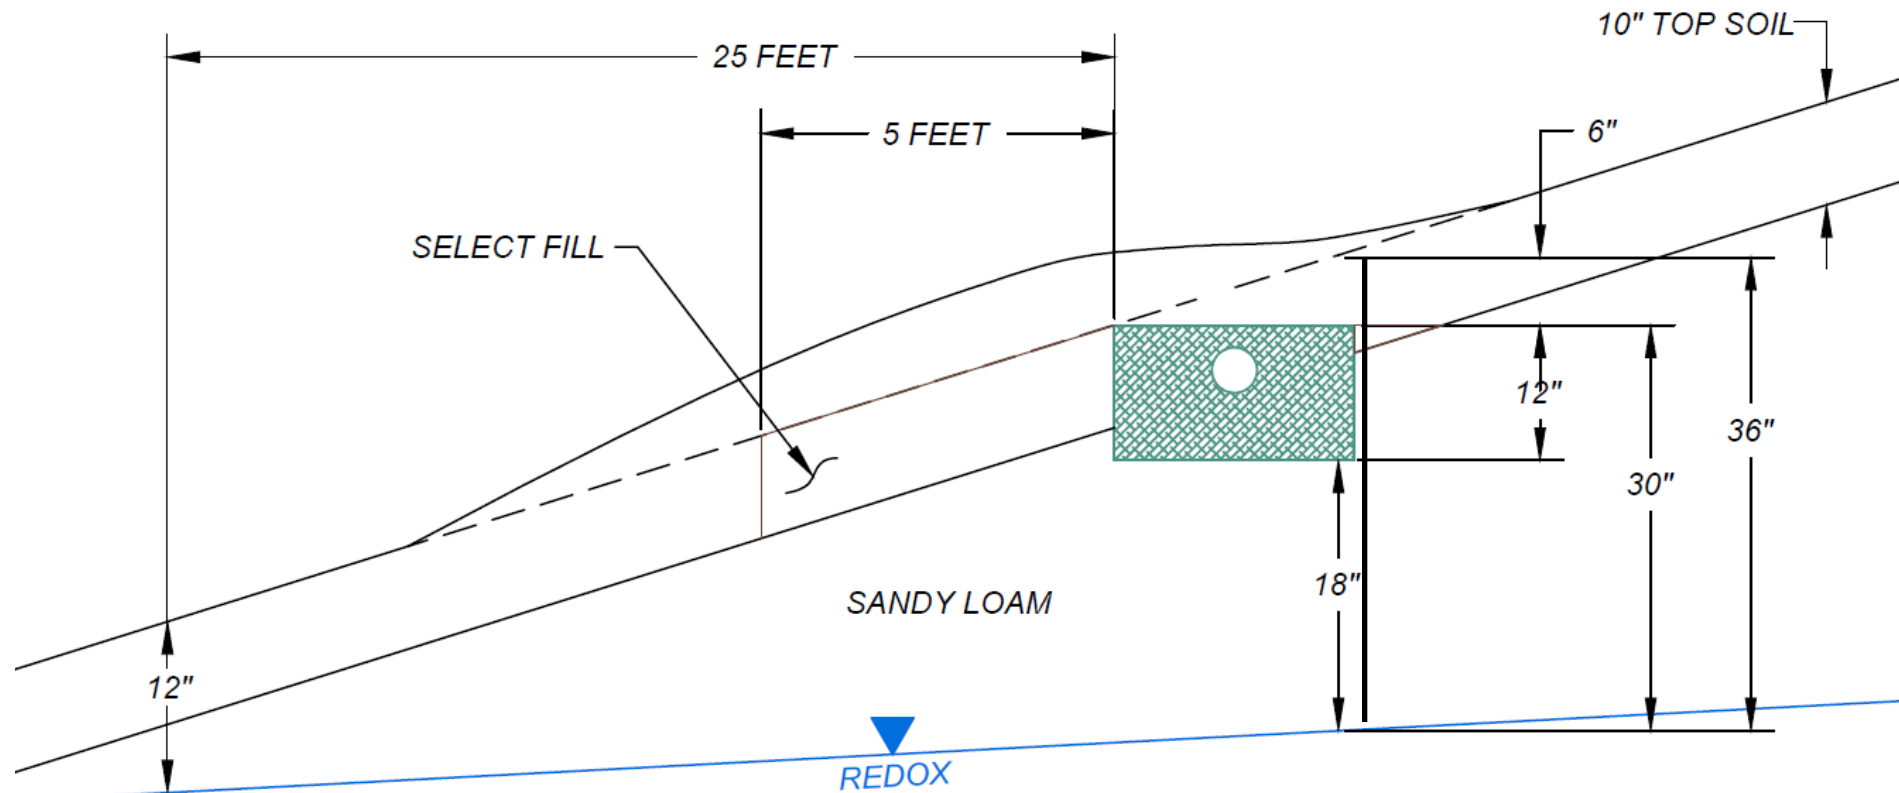 10" TOP SOIL
25 FEET
5 FEET
6"
SELECT FILL
12"
36"
30"
18"
SANDY LOAM
12"
REDOX